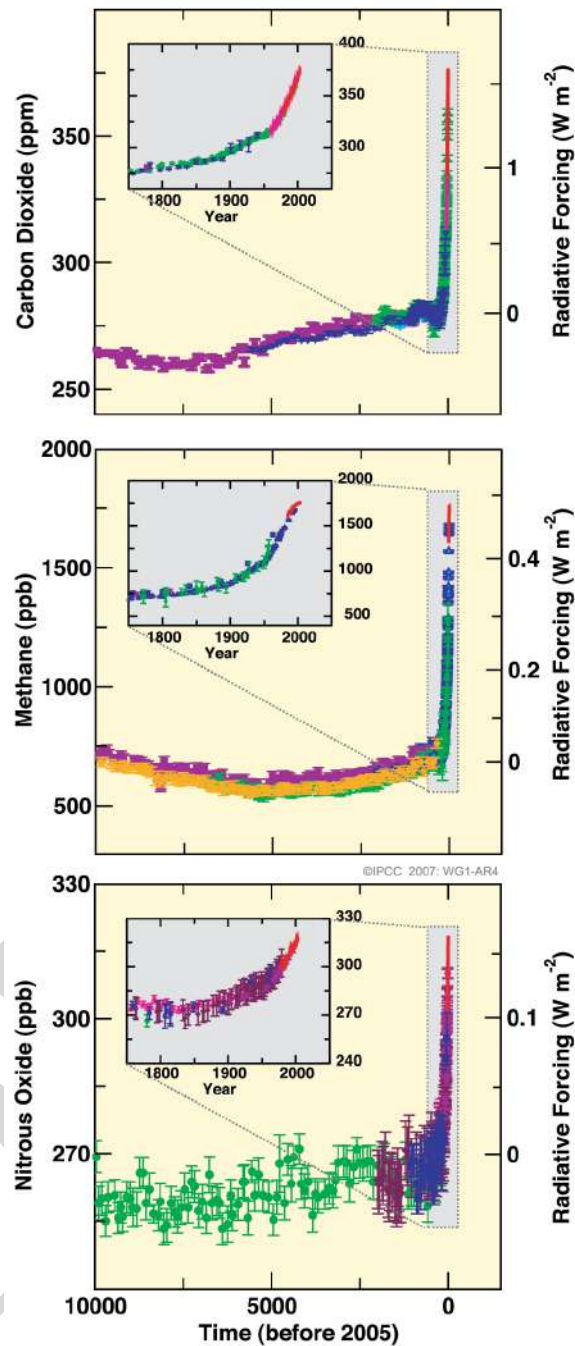 Carbon Dioxide (ppm)
350
300
250
400
350
300
1800 1900 2000
Year
1
0
Radiative Forcing (W m-2)
Methane (ppb)
2000
1500
1000
500
2000
1500
1000
500
1800 1900 2000
Year
0.4
0.2
0
Radiative Forcing (W m-2)
©IPCC 2007: WG1-AR4
Nitrous Oxide (ppb)
330
300
270
330
300
270
240
1800 1900 2000
Year
0.1
0
Radiative Forcing (W m-2)
10000 5000 0
Time (before 2005)